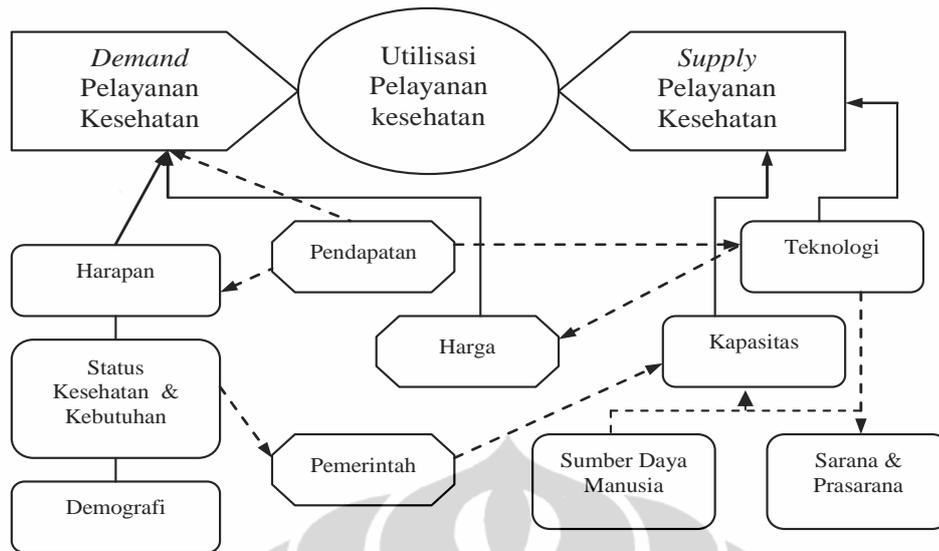 Demand
Pelayanan
Kesehatan
Utilisasi
Pelayanan
kesehatan
Supply
Pelayanan
Kesehatan
Harapan
Pendapatan
Teknologi
Harga
Kapasitas
Status
Kesehatan &
Kebutuhan
Pemerintah
Sumber Daya
Manusia
Sarana &
Prasarana
Demografi